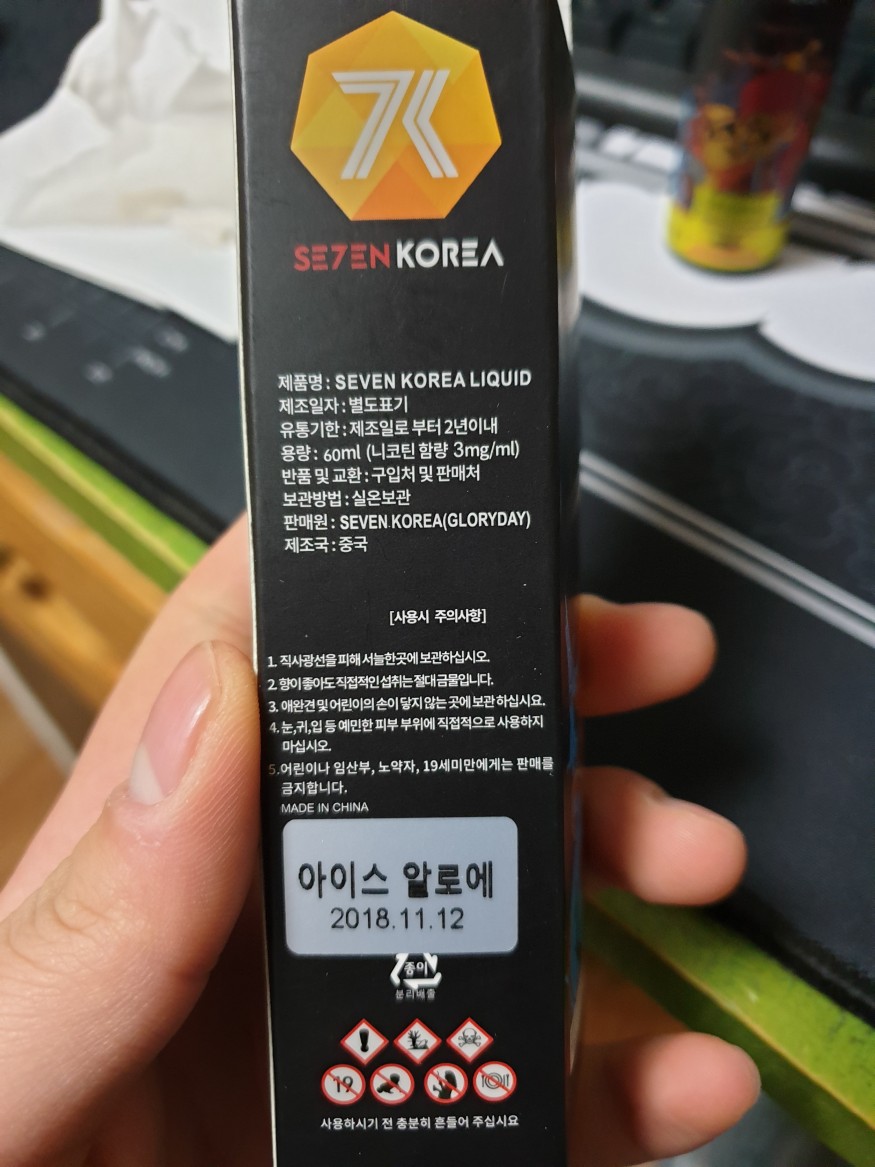 7K
SE7EN KOREA
제품명 : SEVEN KOREA LIQUID
제조일자 : 별도표기
유통기한 : 제조일로 부터 2년이내
용량 : 60ml (니코틴 함량 3mg/ml)
반품 및 교환 : 구입처 및 판매처
보관방법 : 실온보관
판매원 : SEVEN KOREA(GLORYDAY)
제조국 : 중국
[사용시 주의사항]
1. 직사광선을 피해 서늘한곳에 보관하십시오.
2. 향이 좋아도 직접적인 섭취는 절대 금물입니다.
3. 애완견 및 어린이의 손이 닿지 않는 곳에 보관 하십시요.
4. 눈,귀,입 등 예민한 피부 부위에 직접적으로 사용하지
마십시오.
5.어린이나 임산부, 노약자, 19세미만에게는 판매를
금지합니다.
MADE IN CHINA
아이스 알로에
2018.11.12
종이
분리배출
19
사용하시기 전 충분히 흔들어 주십시요